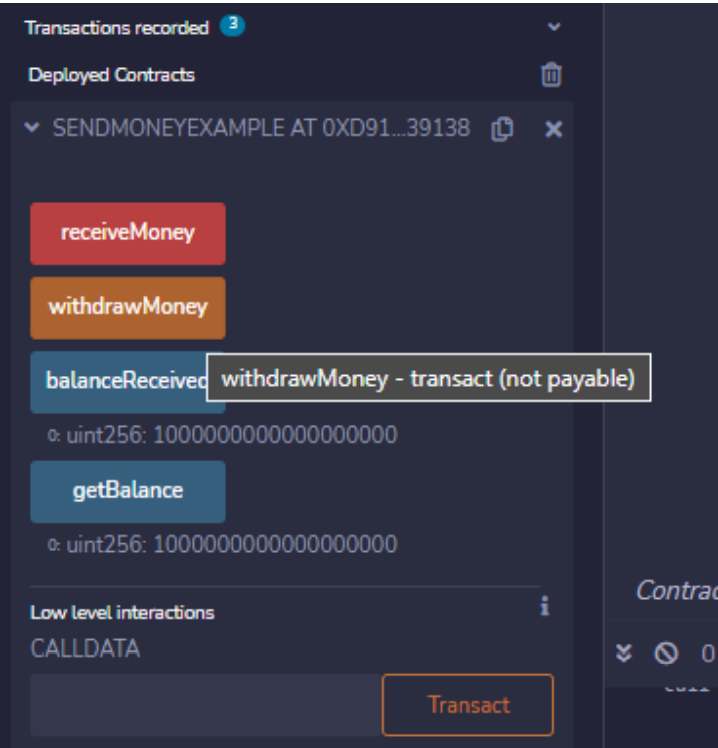 Transactions recorded 3
Deployed Contracts
SENDMONEYEXAMPLE AT 0XD91...39138
receiveMoney
withdrawMoney
balanceReceived
withdrawMoney - transact (not payable)
0: uint256: 1000000000000000000
getBalance
0: uint256: 1000000000000000000
Low level interactions
i
CALLDATA
Transact
Contrac
0